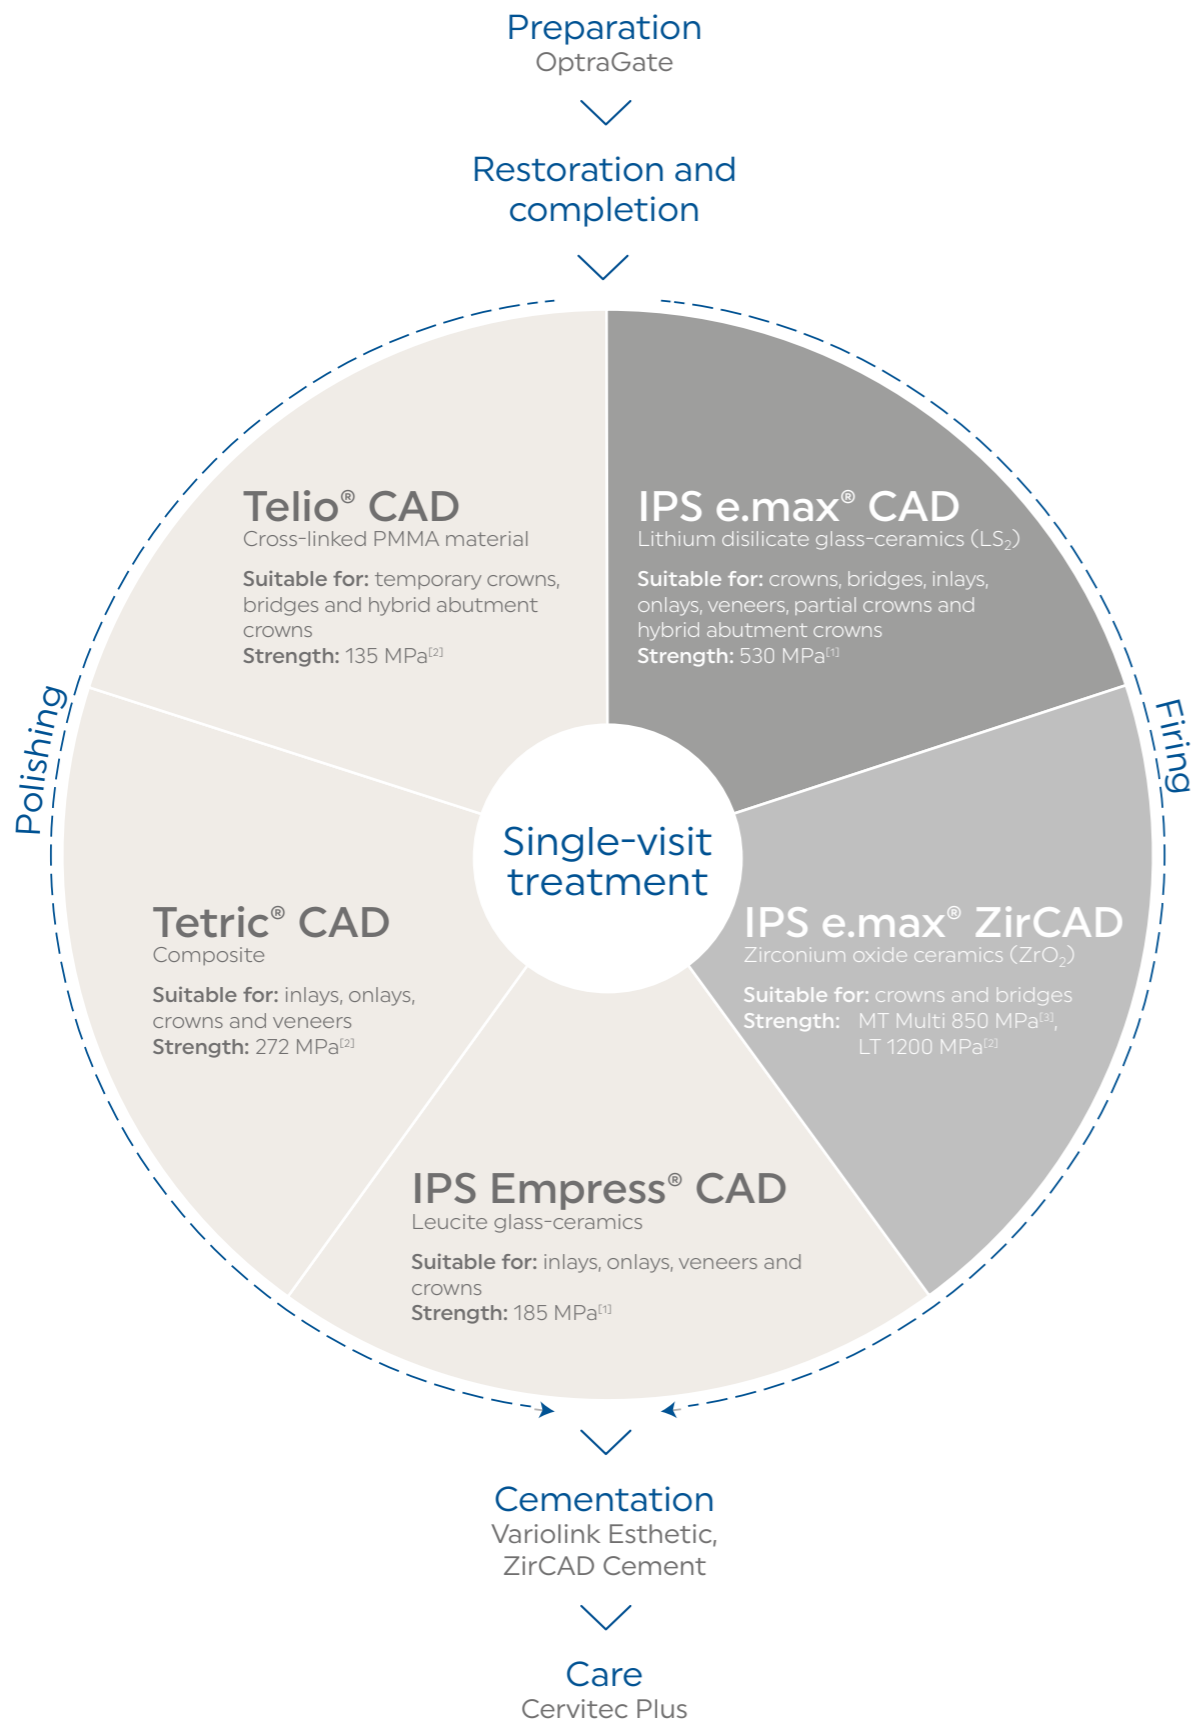 Preparation
OptraGate
Restoration and
completion
Telio® CAD
Cross-linked PMMA material
Suitable for: temporary crowns,
bridges and hybrid abutment
crowns
Strength: 135 MPa[2]
IPS e.max® CAD
Lithium disilicate glass-ceramics (LS2)
Suitable for: crowns, bridges, inlays,
onlays, veneers, partial crowns and
hybrid abutment crowns
Strength: 530 MPa[1]
Polishing
Firing
Single-visit
treatment
Tetric® CAD
Composite
Suitable for: inlays, onlays,
crowns and veneers
Strength: 272 MPa[2]
IPS e.max® ZirCAD
Zirconium oxide ceramics (ZrO2)
Suitable for: crowns and bridges
Strength: MT Multi 850 MPa[3],
LT 1200 MPa[2]
IPS Empress® CAD
Leucite glass-ceramics
Suitable for: inlays, onlays, veneers and
crowns
Strength: 185 MPa[1]
Cementation
Variolink Esthetic,
ZirCAD Cement
Care
Cervitec Plus